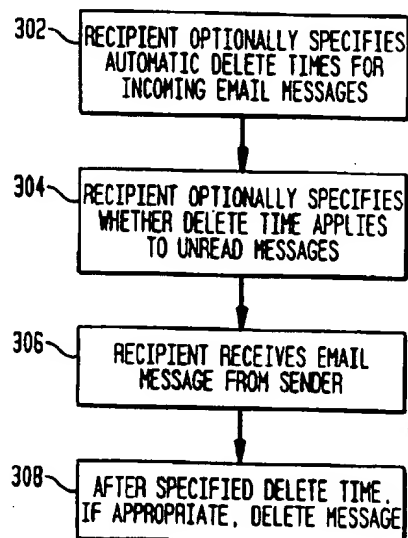 302
RECIPIENT OPTIONALLY SPECIFIES
AUTOMATIC DELETE TIMES FOR
INCOMING EMAIL MESSAGES
304
RECIPIENT OPTIONALLY SPECIFIES
WHETHER DELETE TIME APPLIES
TO UNREAD MESSAGES
306
RECIPIENT RECEIVES EMAIL
MESSAGE FROM SENDER
308
AFTER SPECIFIED DELETE TIME,
IF APPROPRIATE, DELETE MESSAGE